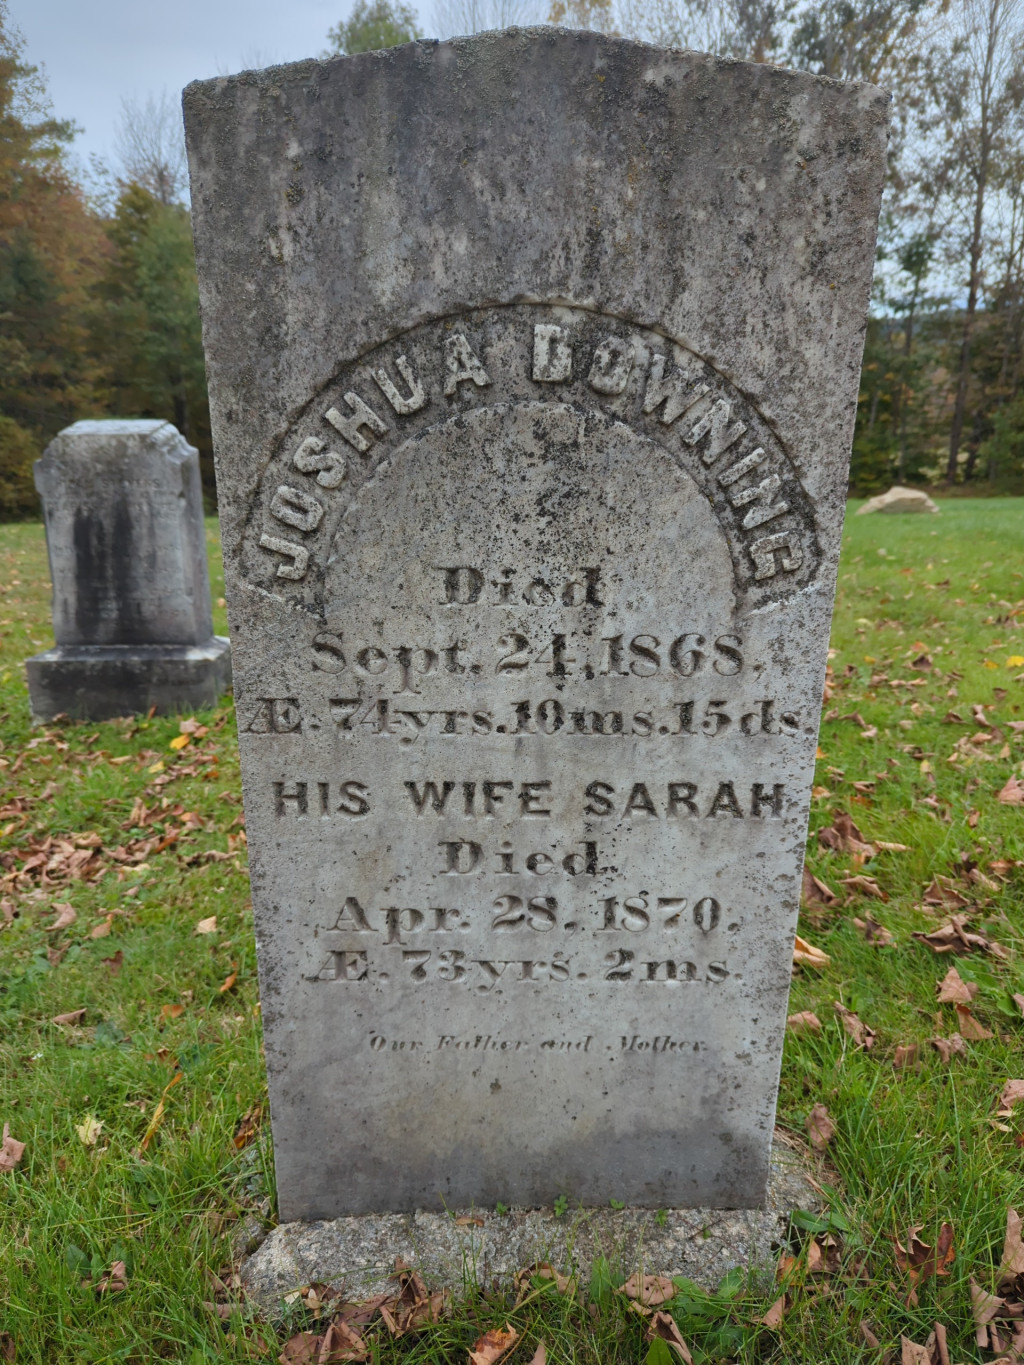 JOSHUA DOWNING
Died
Sept. 24, 1868.
Æ. 74 yrs. 10 ms. 15 ds.
HIS WIFE SARAH
Died
Apr. 28, 1870.
Æ. 73 yrs. 2 ms.
Our Father and Mother.